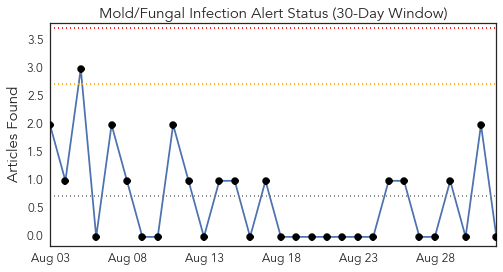 Mold/Fungal Infection Alert Status (30-Day Window)
Articles Found
3.5
3.0
2.5
2.0
1.5
1.0
0.5
0.0
Aug 03 Aug 08 Aug 13 Aug 18 Aug 23 Aug 28